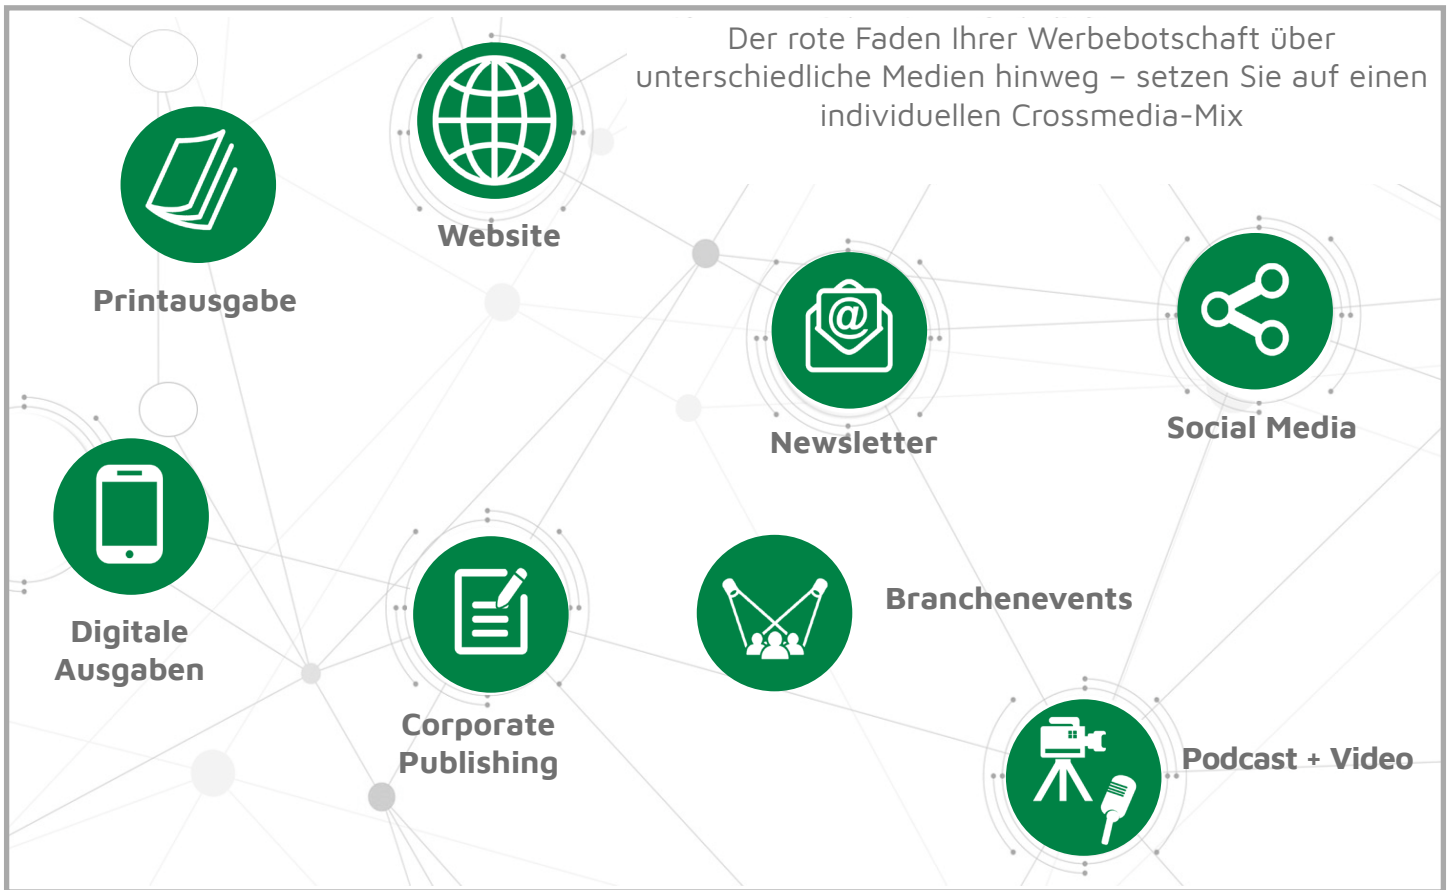 Der rote Faden Ihrer Werbebotschaft über
unterschiedliche Medien hinweg – setzen Sie auf einen
individuellen Crossmedia-Mix
Website
Printausgabe
Newsletter
Social Media
Digitale
Ausgaben
Branchenevents
Corporate
Publishing
Podcast + Video
@